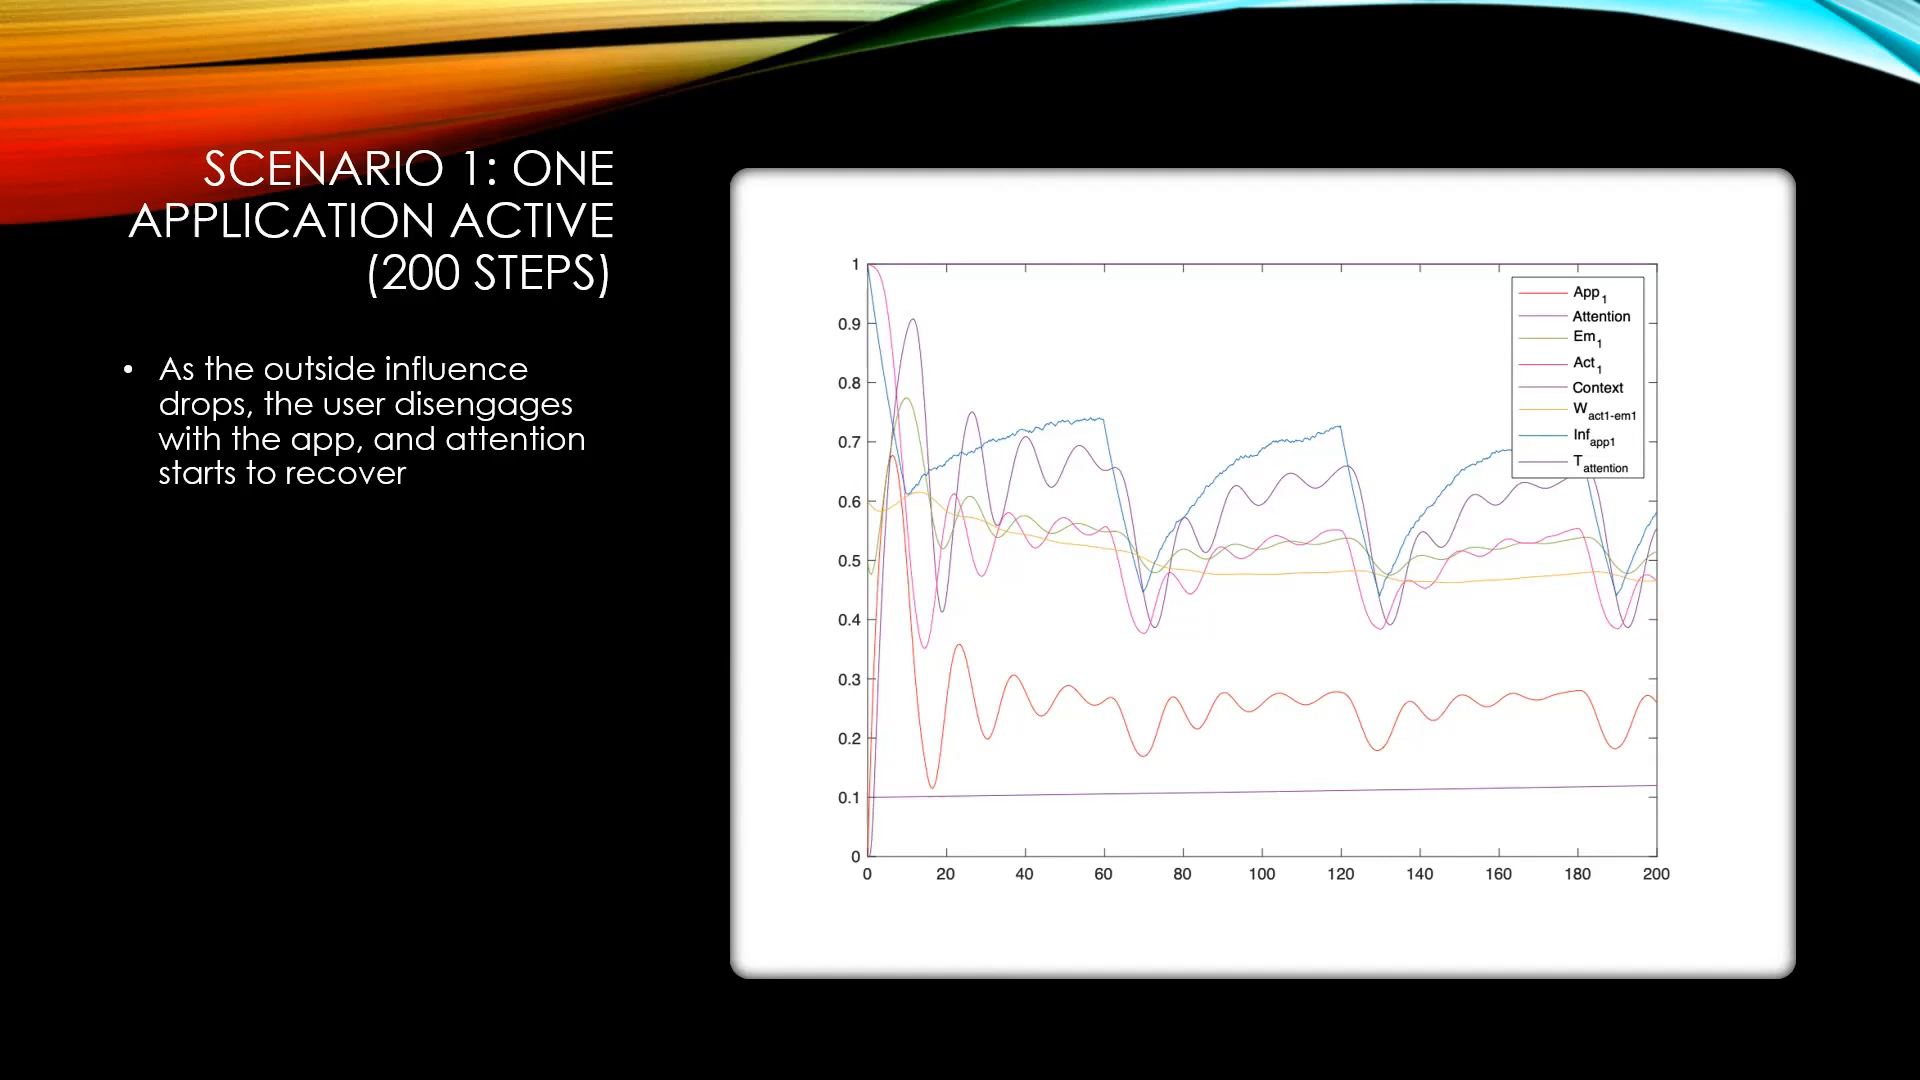 SCENARIO 1: ONE
APPLICATION ACTIVE
(200 STEPS)
• As the outside influence
drops, the user disengages
with the app, and attention
starts to recover
1
0.9
0.8
0.7
0.6
0.5
0.4
0.3
0.2
0.1
0
0 20 40 60 80 100 120 140 160 180 200
App1
Attention
Em1
Act1
Context
Wact1-em1
Infapp1
Tattention